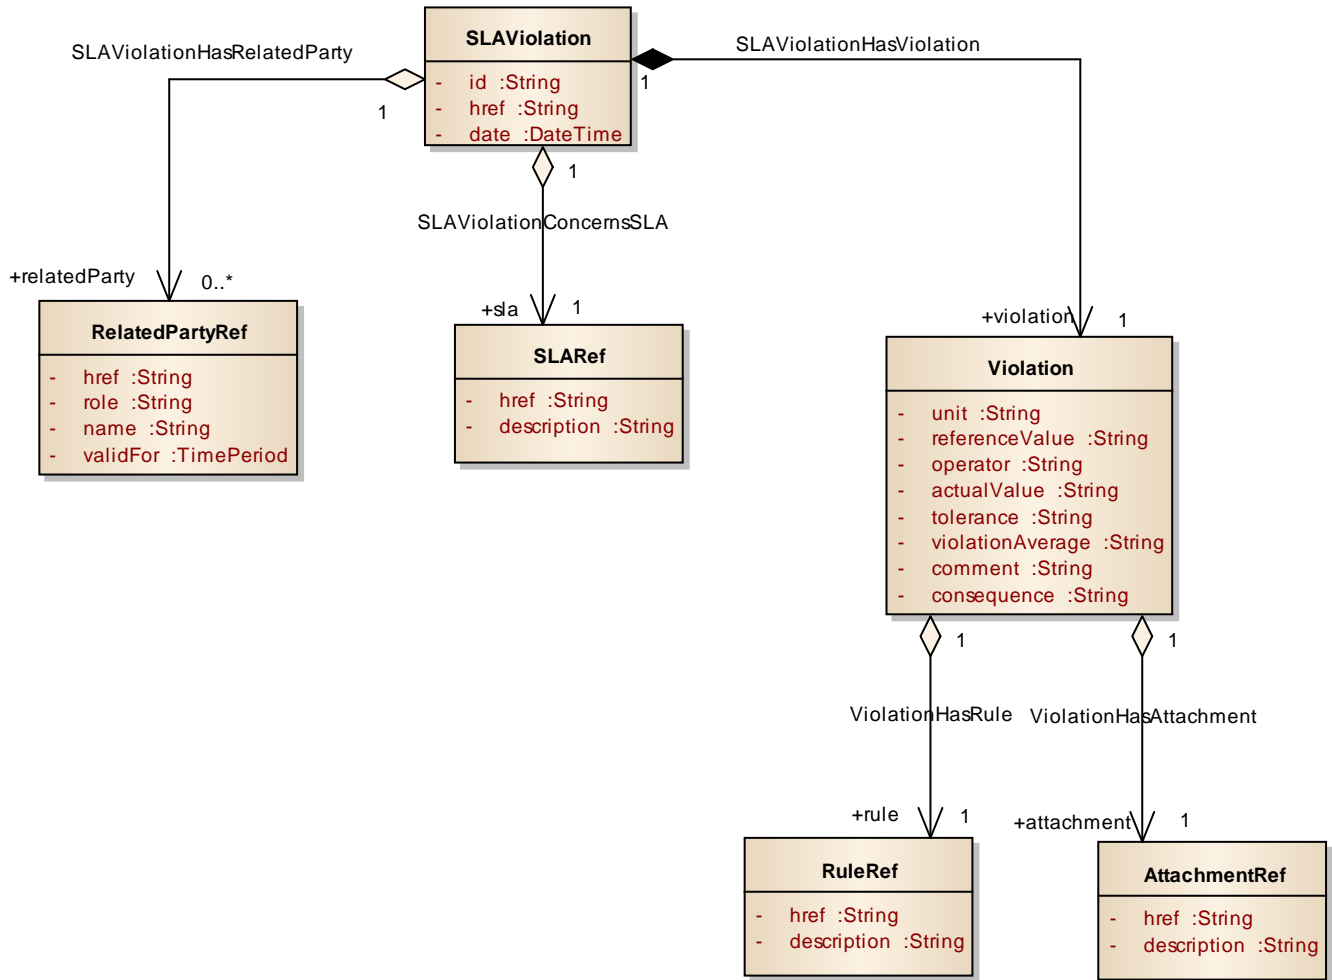 SLAViolation
- id :String
- href :String
- date :DateTime
SLAViolationHasRelatedParty
1
SLAViolationHasViolation
1
1
SLAViolationConcernsSLA
+relatedParty
0..*
RelatedPartyRef
- href :String
- role :String
- name :String
- validFor :TimePeriod
+sla
1
SLARef
- href :String
- description :String
+violation
1
Violation
- unit :String
- referenceValue :String
- operator :String
- actualValue :String
- tolerance :String
- violationAverage :String
- comment :String
- consequence :String
1
1
ViolationHasRule
ViolationHasAttachment
+rule
1
+attachment
1
RuleRef
- href :String
- description :String
AttachmentRef
- href :String
- description :String